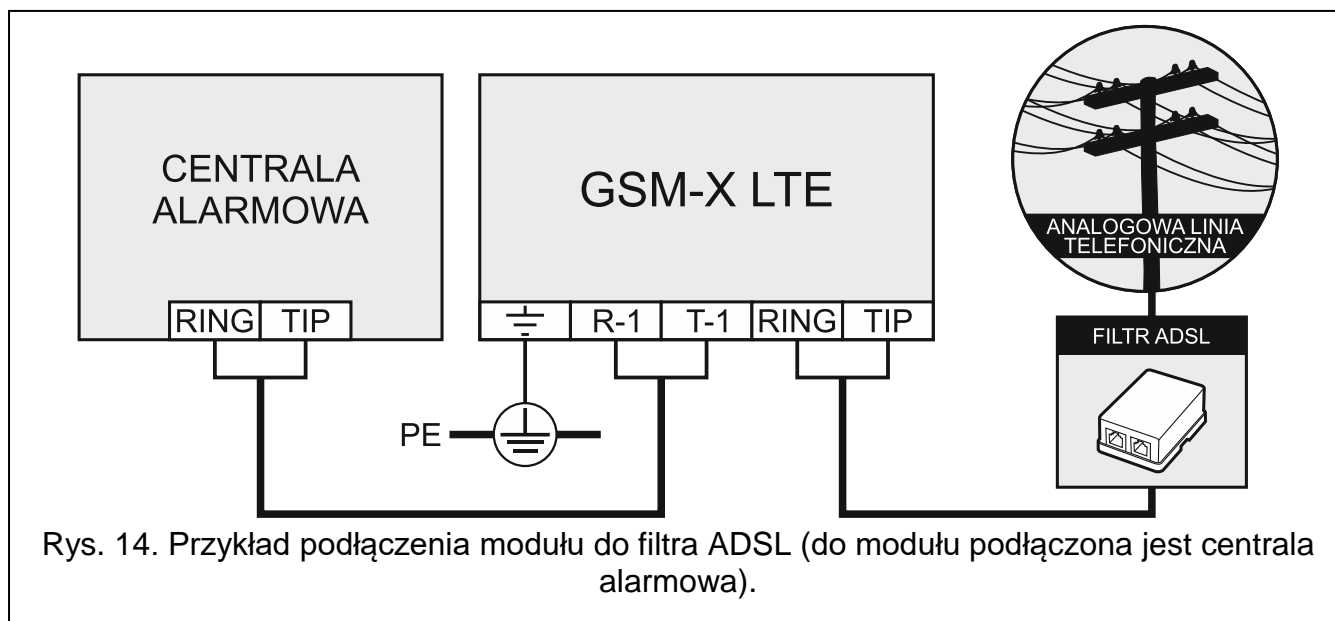 CENTRALA
ALARMOWA
RING TIP
GSM-X LTE
R-1 T-1 RING TIP
PE
ANALOGOWA LINIA
TELEFONICZNA
FILTR ADSL
Rys. 14. Przykład podłączenia modułu do filtra ADSL (do modułu podłączona jest centrala
alarmowa).